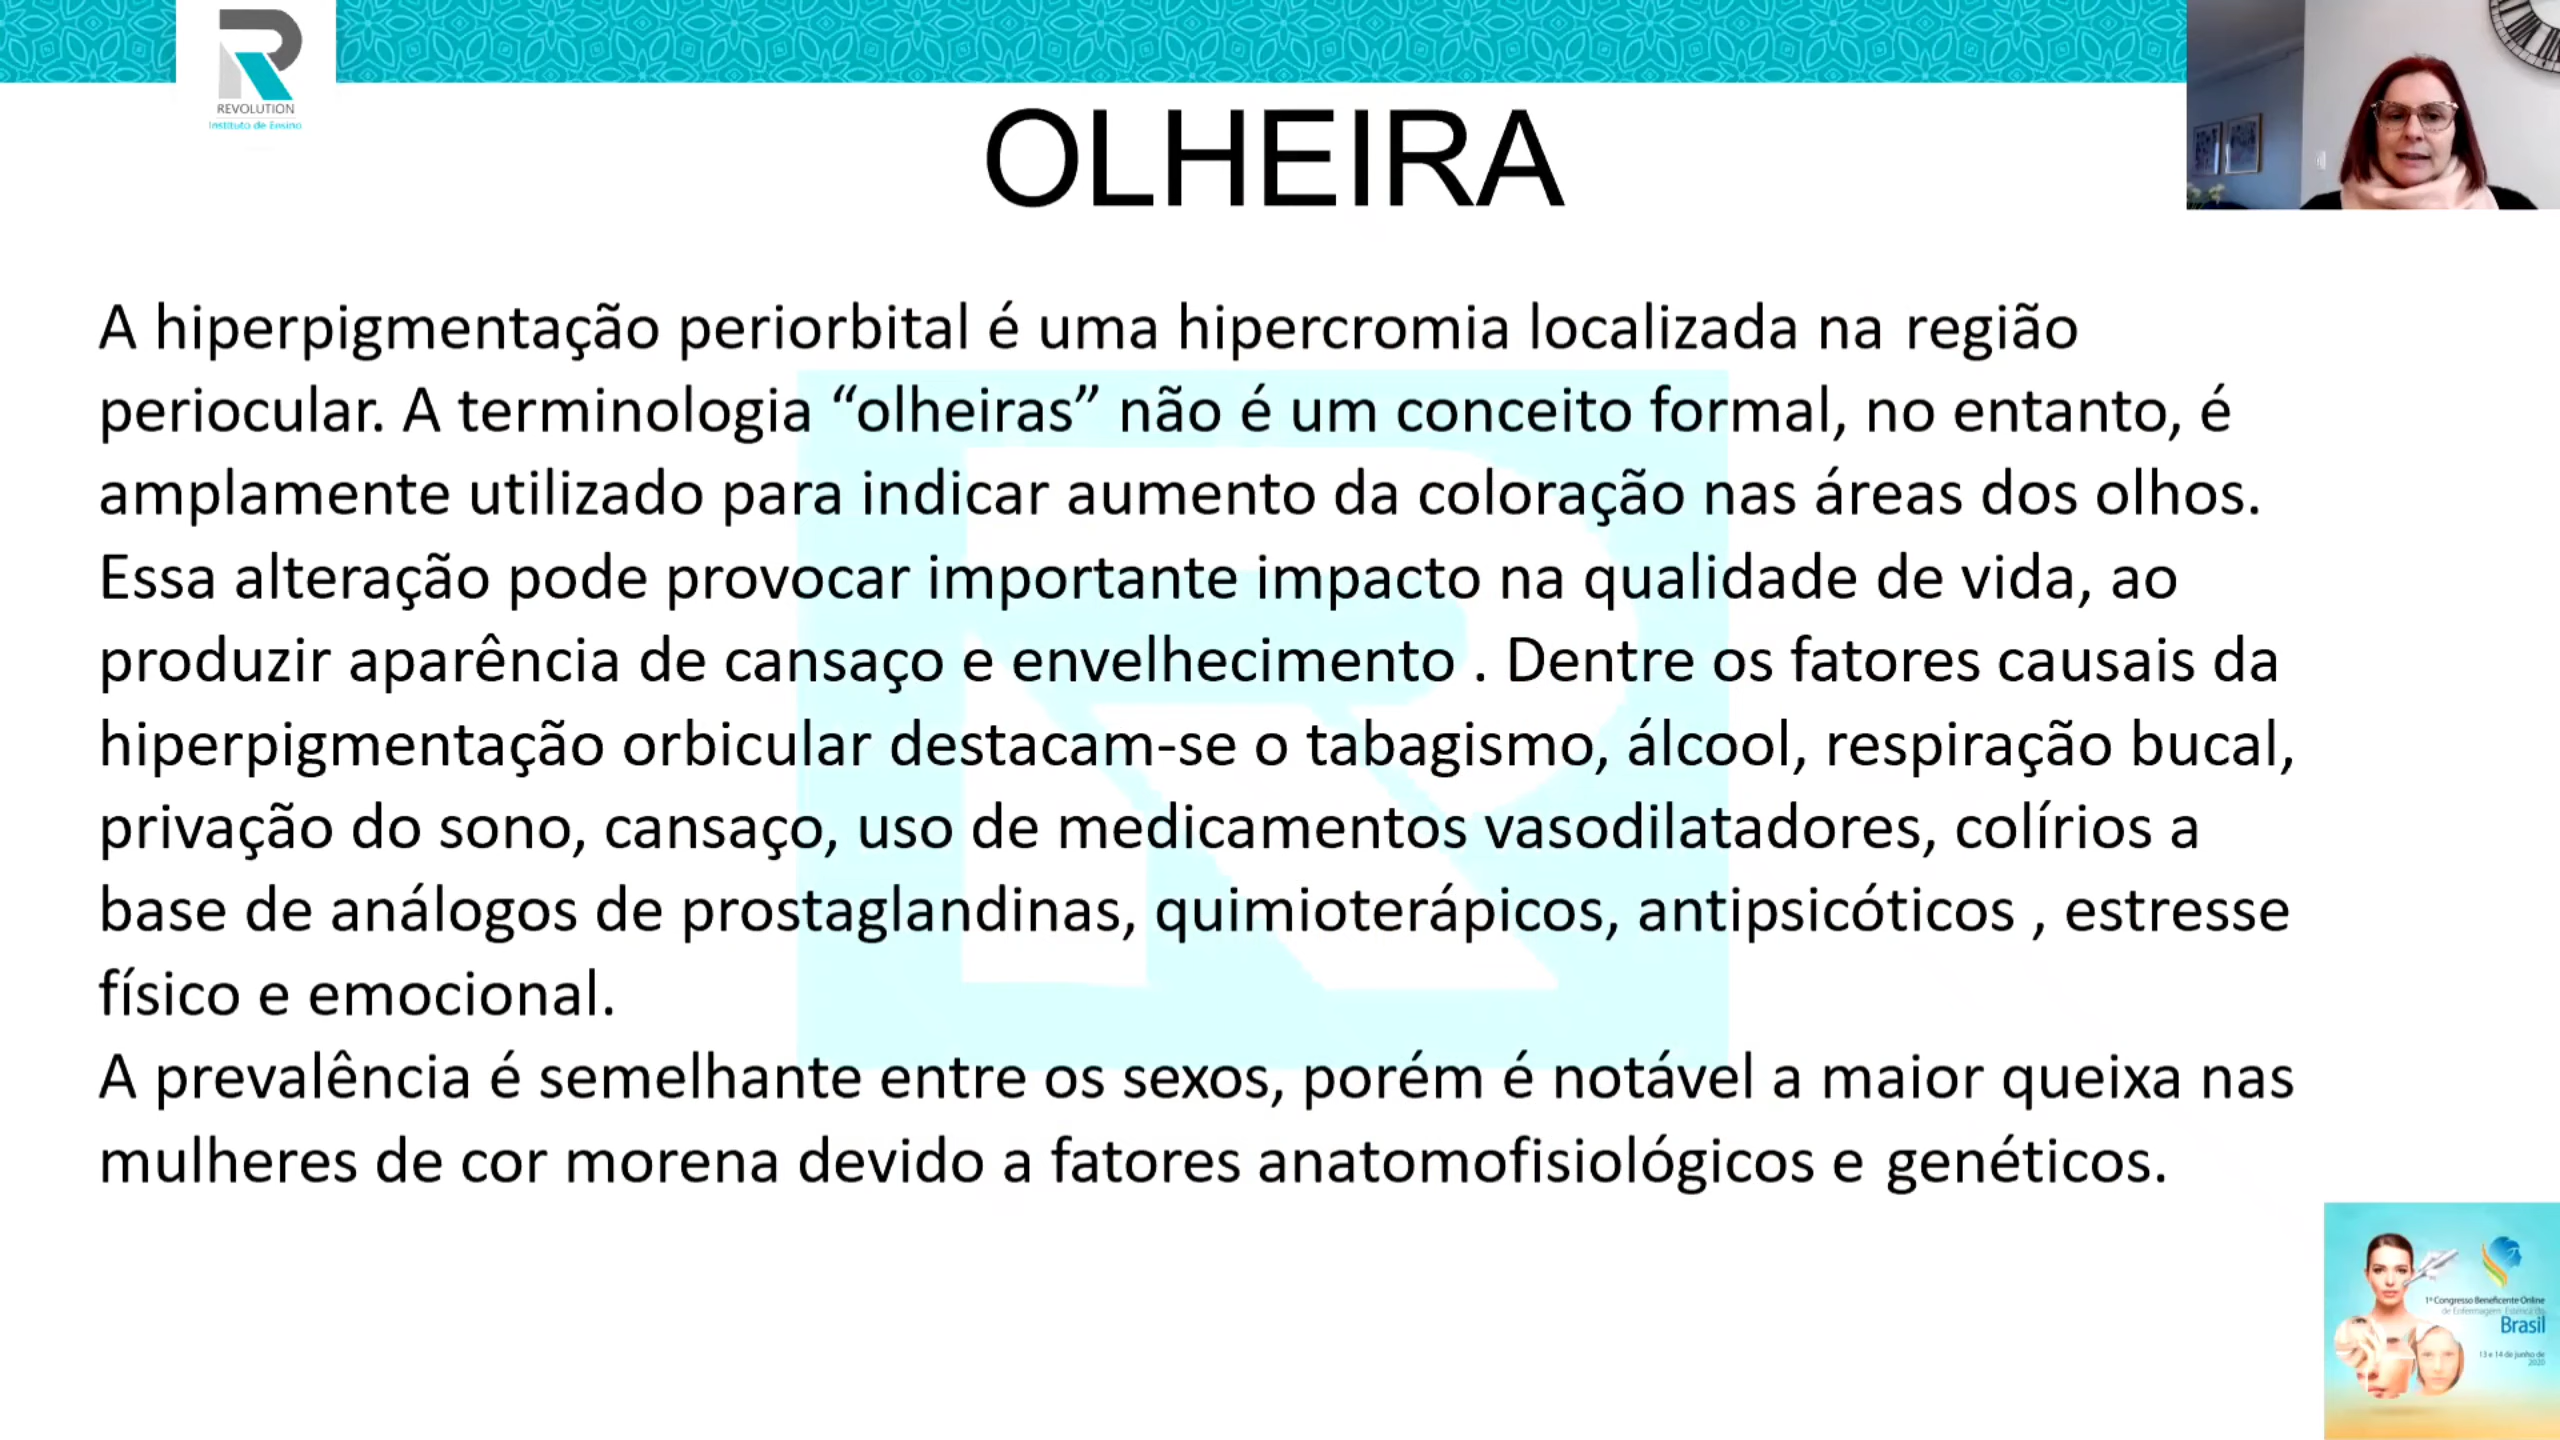 REVOLUTION
Instituto de Ensino
OLHEIRA
A hiperpigmentação periorbital é uma hipercromia localizada na região
periocular. A terminologia “olheiras” não é um conceito formal, no entanto, é
amplamente utilizado para indicar aumento da coloração nas áreas dos olhos.
Essa alteração pode provocar importante impacto na qualidade de vida, ao
produzir aparência de cansaço e envelhecimento . Dentre os fatores causais da
hiperpigmentação orbicular destacam-se o tabagismo, álcool, respiração bucal,
privação do sono, cansaço, uso de medicamentos vasodilatadores, colírios a
base de análogos de prostaglandinas, quimioterápicos, antipsicóticos , estresse
físico e emocional.
A prevalência é semelhante entre os sexos, porém é notável a maior queixa nas
mulheres de cor morena devido a fatores anatomofisiológicos e genéticos.
1º Congresso Beneficente Online
de Enfermagem Estética do
Brasil
13 e 14 de junho de
2020